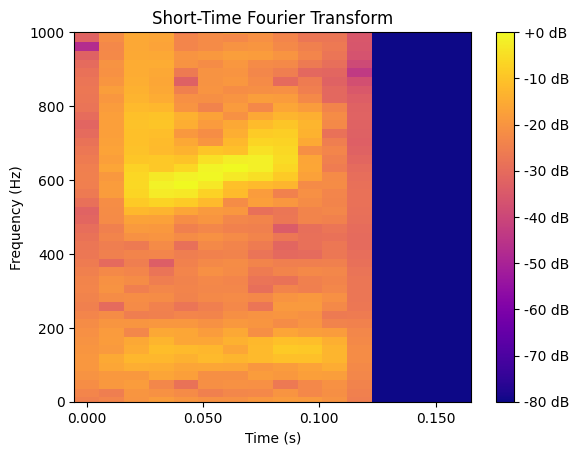 Short-Time Fourier Transform
1000
800
600
400
200
0
Frequency (Hz)
0.000
0.050
0.100
0.150
Time (s)
+0 dB
-10 dB
-20 dB
-30 dB
-40 dB
-50 dB
-60 dB
-70 dB
-80 dB